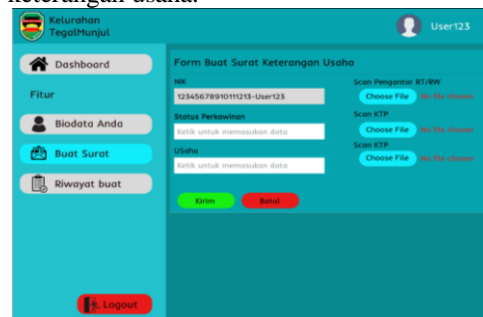 keterangan usaha.
Kelurahan
TegalMunjul
User123
Dashboard
Fitur
Biodata Anda
Buat Surat
Riwayat buat
Logout
Form Buat Surat Keterangan Usaha
NIK
12345678910111213-User123
Status Perkawinan
Ketik untuk memasukan data
USaha
Ketik untuk memasukan data
Kirim
Batal
Scan Pengantar RT/RW
Choose File No file chosen
Scan KTP
Choose File No file chosen
Scan KTP
Choose File No file chosen